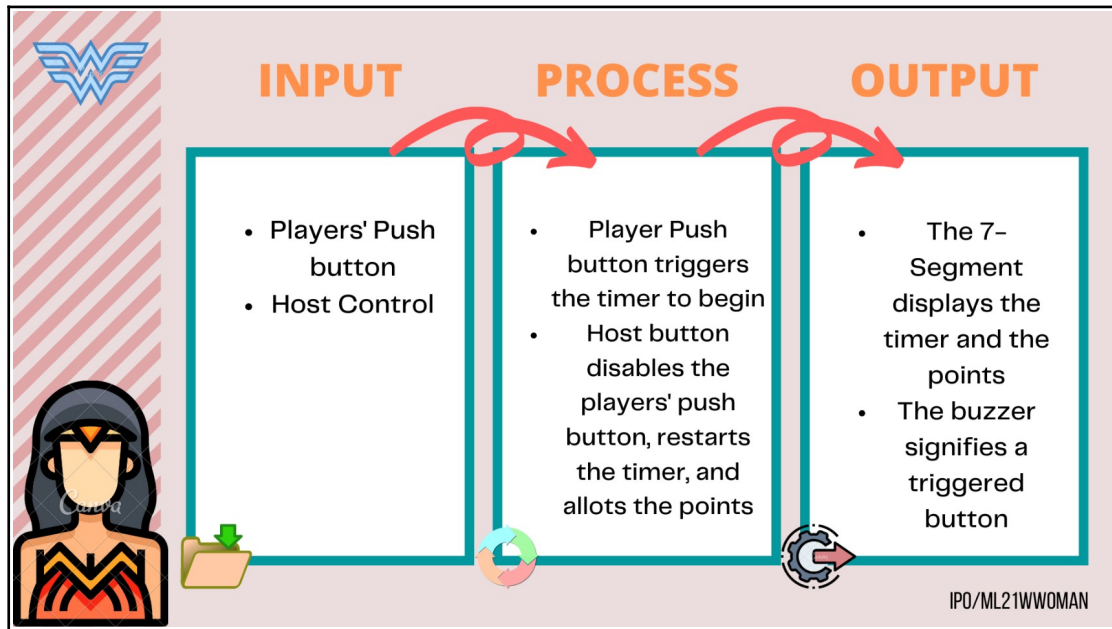 INPUT
PROCESS
OUTPUT
• Players' Push
button
• Host Control
• Player Push
button triggers
the timer to begin
• Host button
disables the
players' push
button, restarts
the timer, and
allots the points
• The 7-
Segment
displays the
timer and the
points
• The buzzer
signifies a
triggered
button
Canva
IPO/ML21WWOMAN